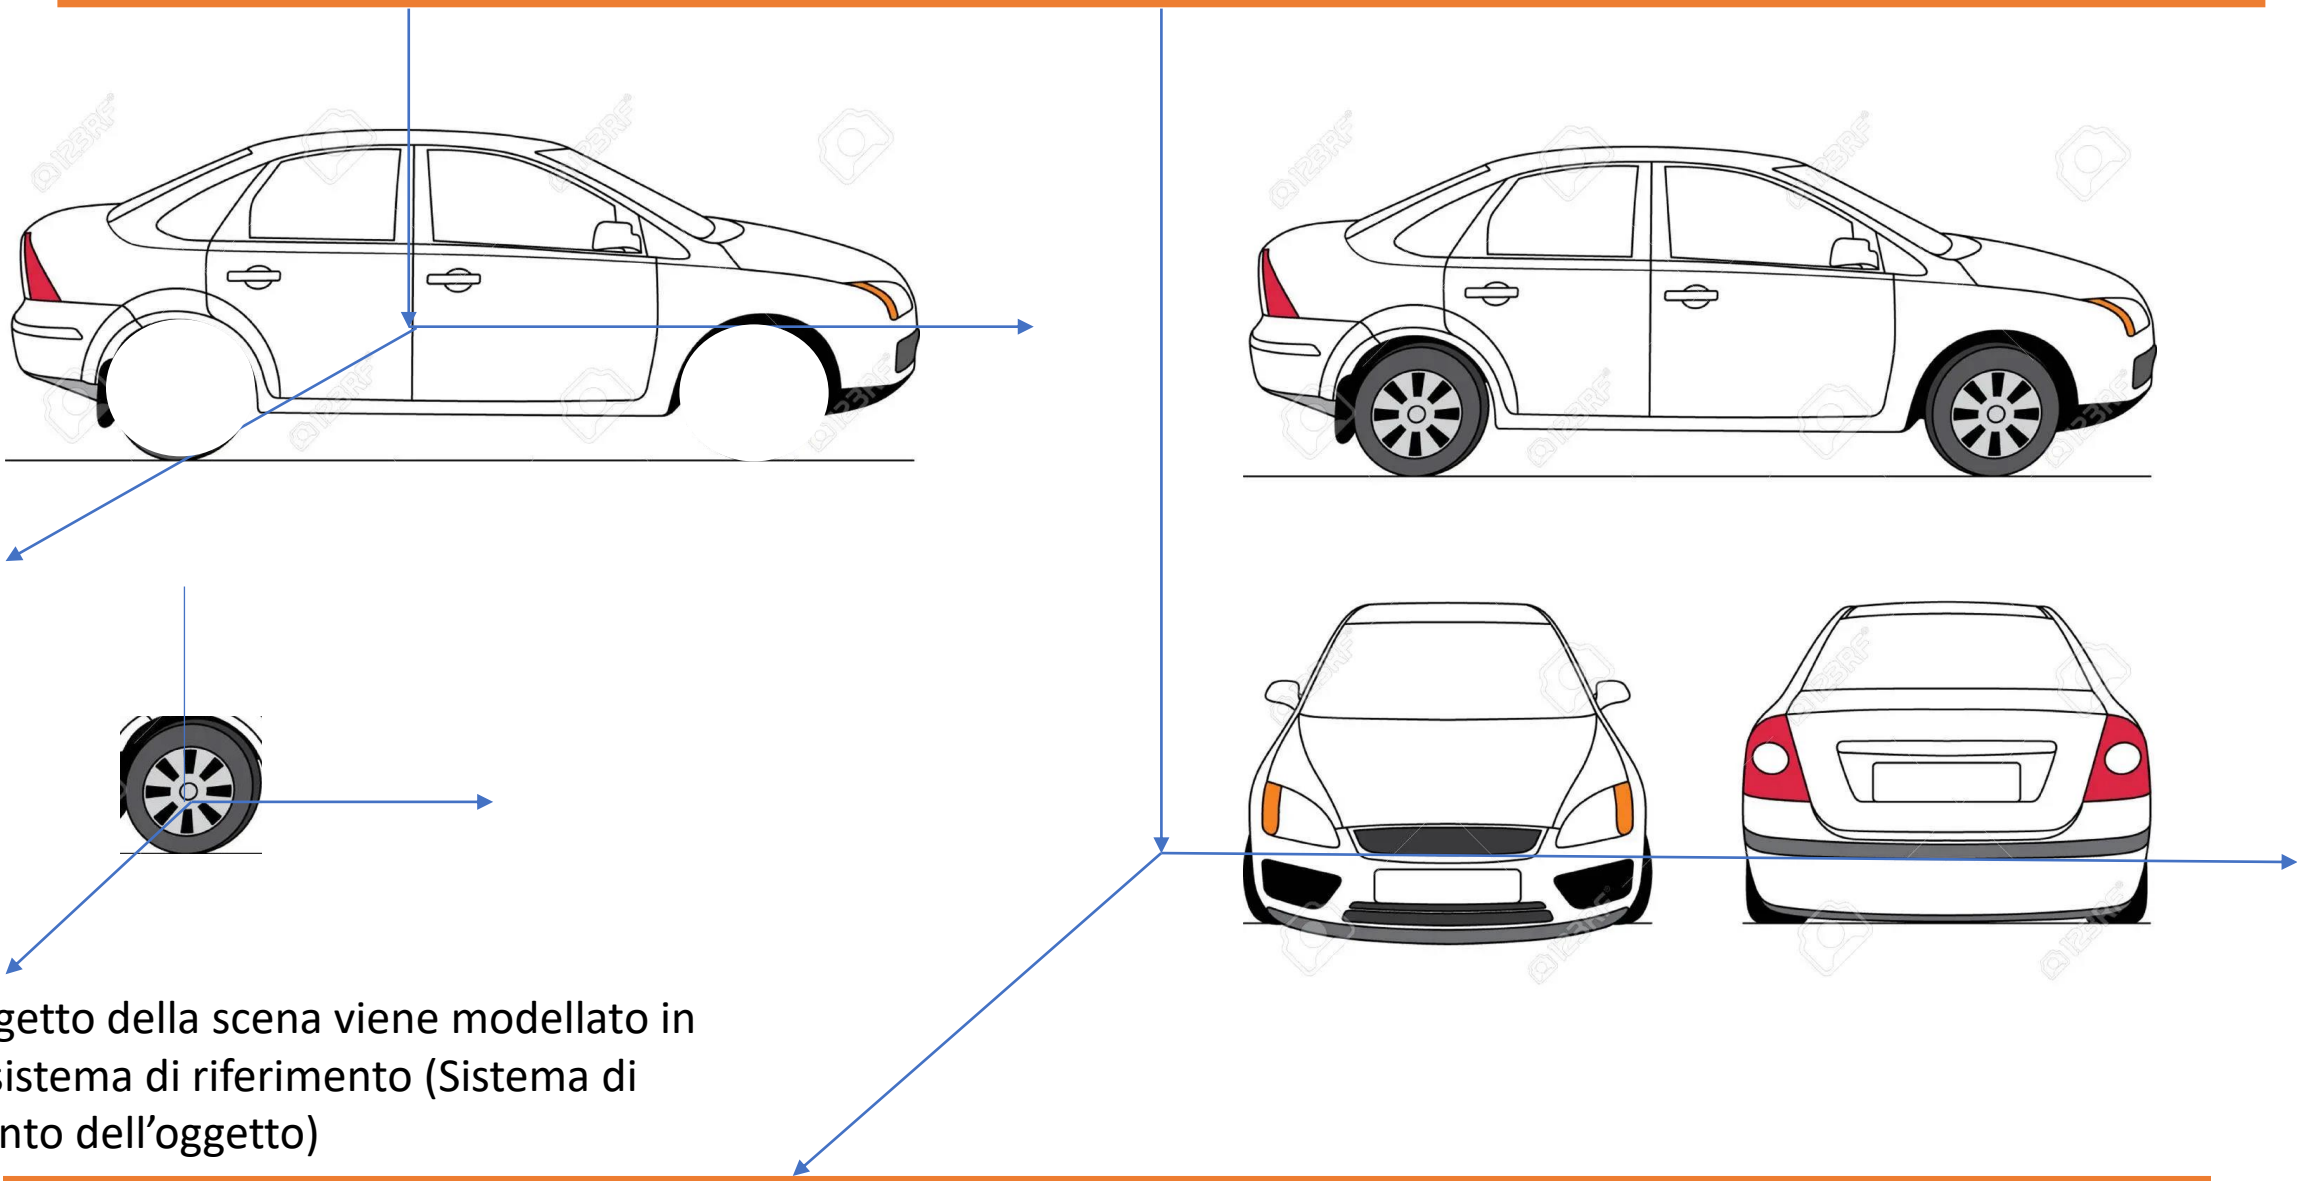 getto della scena viene modellato in
sistema di riferimento (Sistema di
nto dell'oggetto)